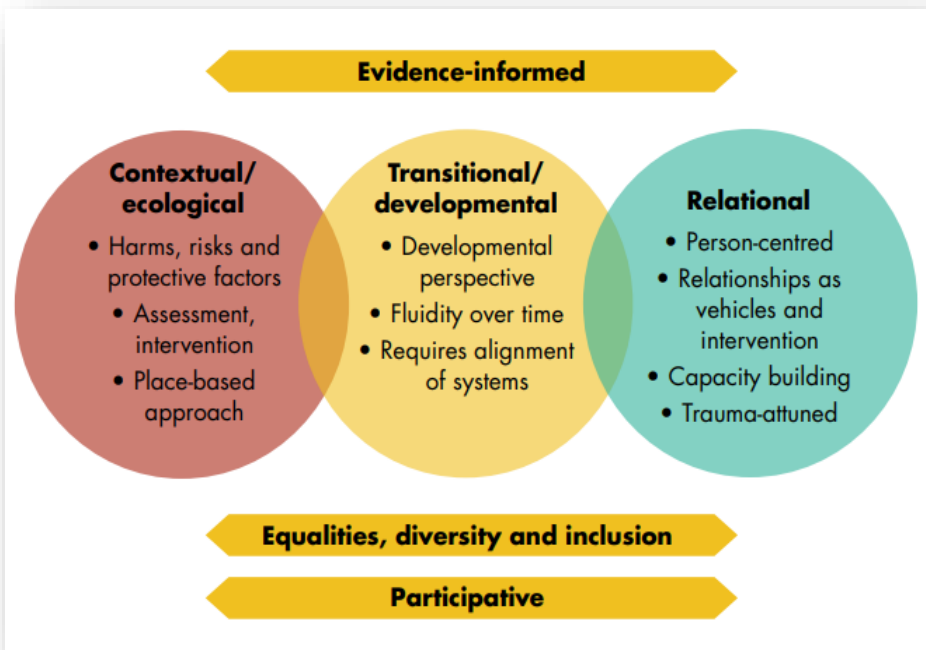 Evidence-informed
Contextual/
ecological
• Harms, risks and
protective factors
• Assessment,
intervention
• Place-based
approach
Transitional/
developmental
• Developmental
perspective
• Fluidity over time
• Requires alignment
of systems
Relational
• Person-centred
• Relationships as
vehicles and
intervention
• Capacity building
• Trauma-attuned
Equalities, diversity and inclusion
Participative